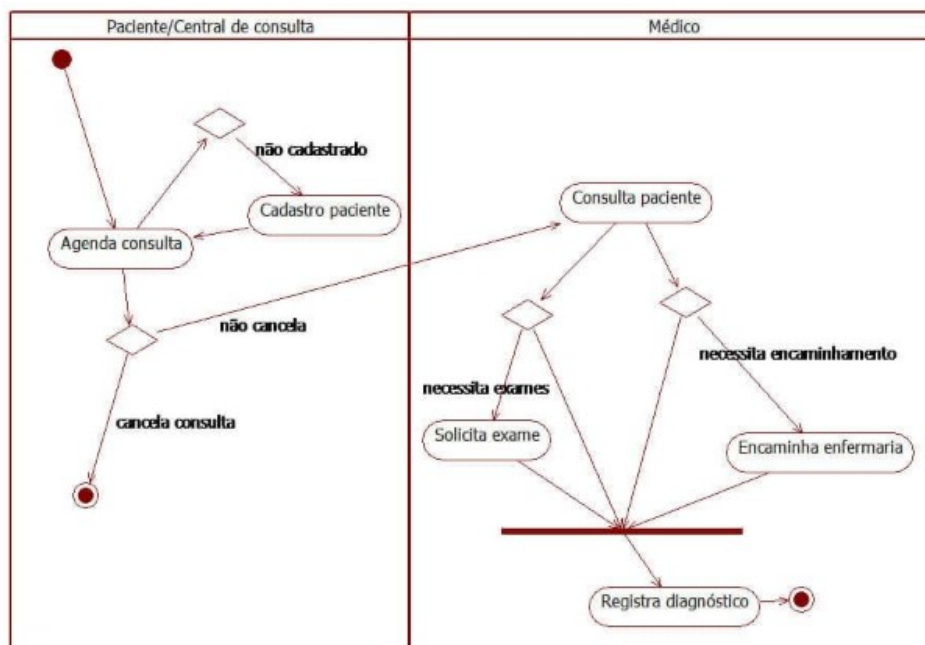 Paciente/Central de consulta
Médico
não cadastrado
Cadastro paciente
Agenda consulta
não cancela
cancela consulta
Consulta paciente
necessita encaminhamento
necessita exames
Solicita exame
Encaminha enfermaria
Registra diagnóstico